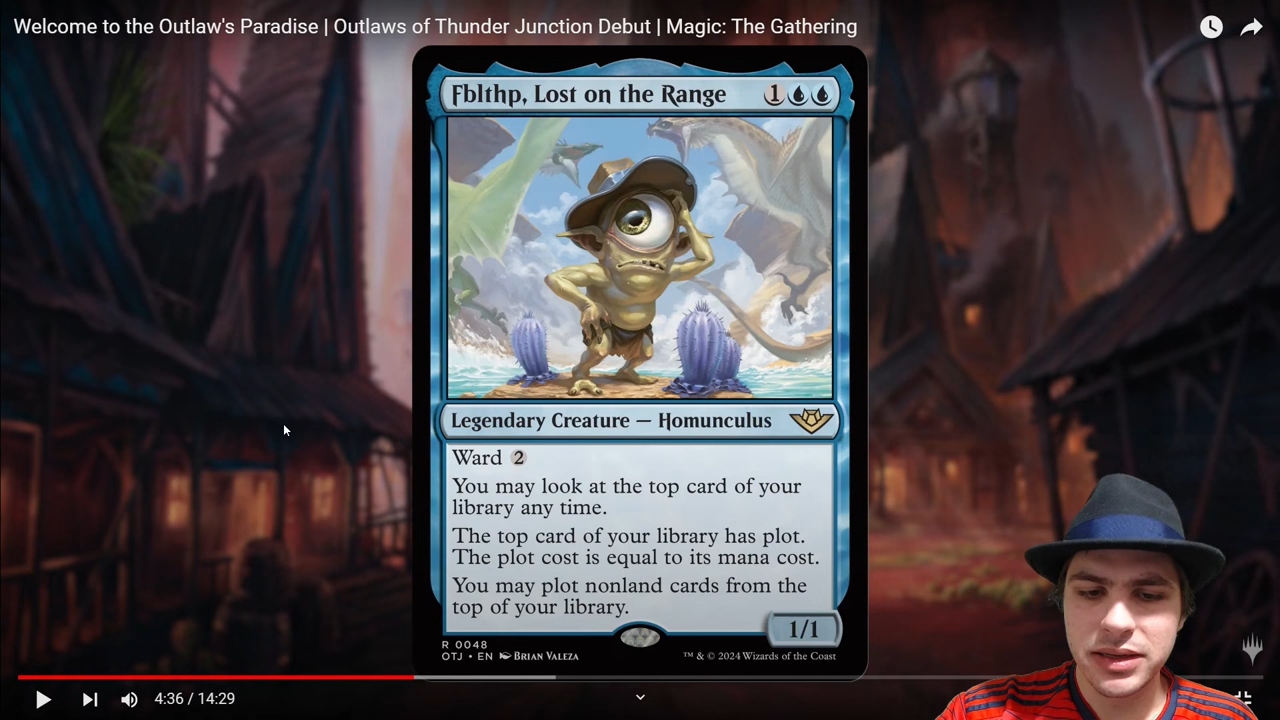 Welcome to the Outlaw's Paradise | Outlaws of Thunder Junction Debut | Magic: The Gathering
Fblthp, Lost on the Range 1
Legendary Creature — Homunculus
Ward 2
You may look at the top card of your
library any time.
The top card of your library has plot.
The plot cost is equal to its mana cost.
You may plot nonland cards from the
top of your library.
1/1
R 0048
OTJ • EN Brian Valeza
™ & © 2024 Wizards of the Coast
4:36 / 14:29